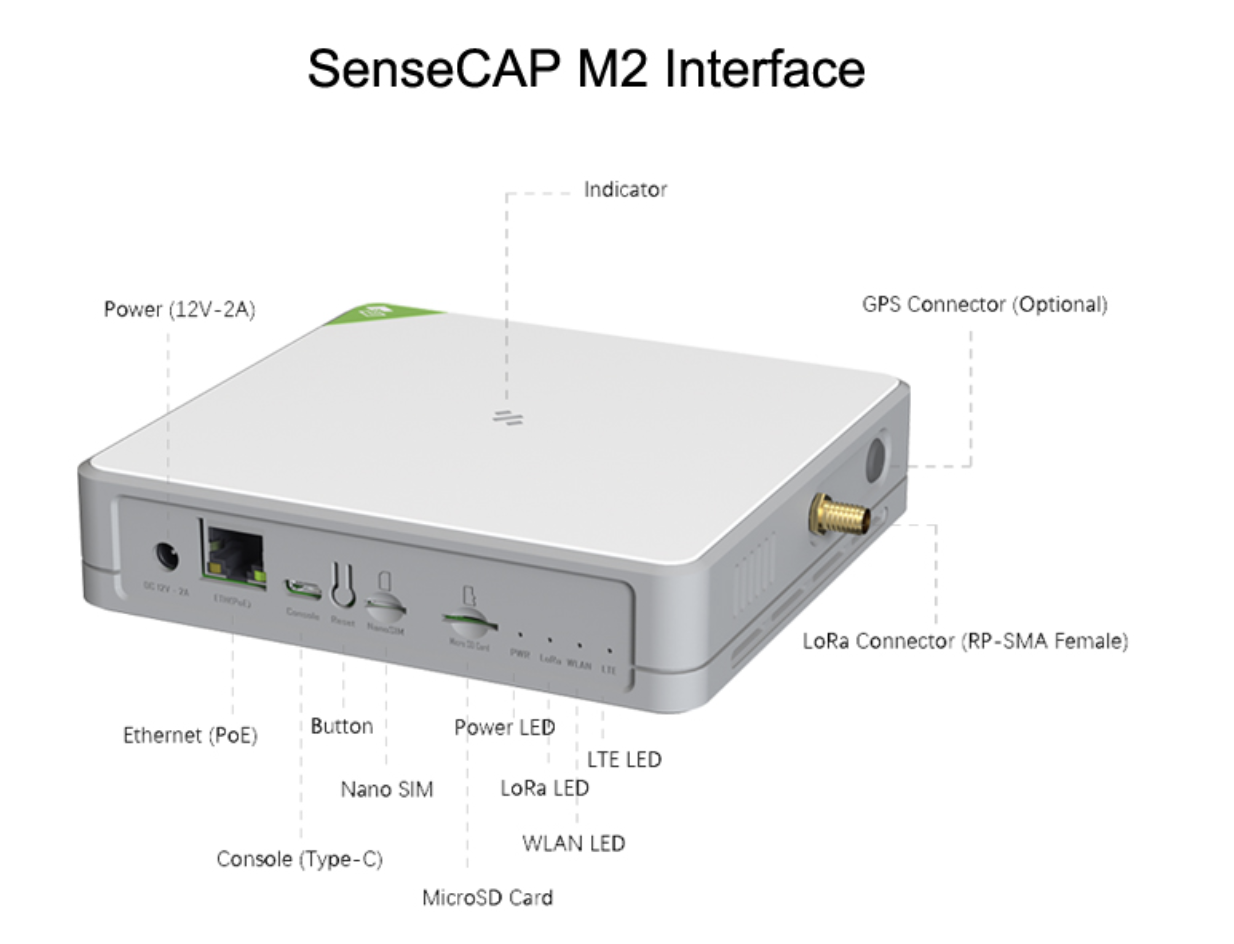 SenseCAP M2 Interface
Indicator
Power (12V-2A)
GPS Connector (Optional)
DC 12V - 2A
ETH(PoE)
Console
Reset
NanoSIM
Micro SD Card
PWR
LoRa
WLAN
LTE
LoRa Connector (RP-SMA Female)
Ethernet (PoE)
Button
Power LED
LTE LED
Nano SIM
LoRa LED
WLAN LED
Console (Type-C)
MicroSD Card